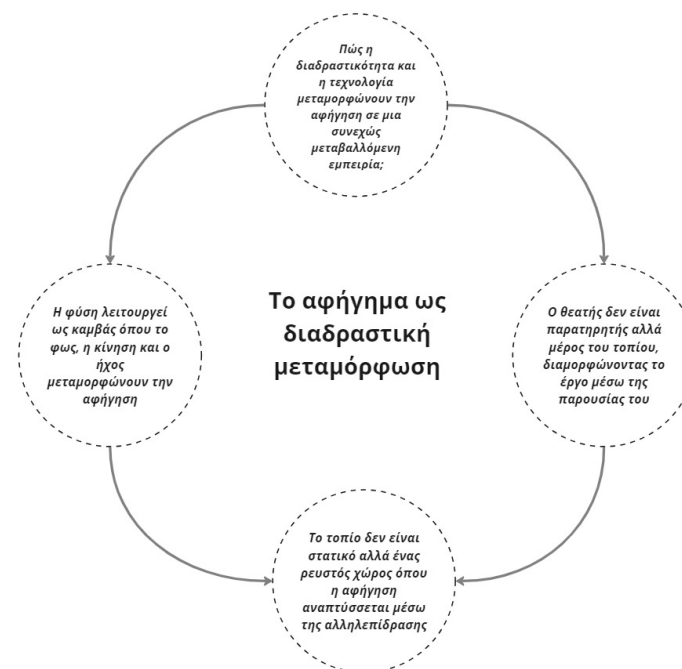 Πώς η
διαδραστικότητα και
η τεχνολογία
μεταμορφώνουν την
αφήγηση σε μια
συνεχώς
μεταβαλλόμενη
εμπειρία;
Το αφήγημα ως
διαδραστική
μεταμόρφωση
Η φύση λειτουργεί
ως καμβάς όπου το
φως, η κίνηση και ο
ήχος
μεταμορφώνουν την
αφήγηση
Ο θεατής δεν είναι
παρατηρητής αλλά
μέρος του τοπίου,
διαμορφώνοντας το
έργο μέσω της
παρουσίας του
Το τοπίο δεν είναι
στατικό αλλά ένας
ρευστός χώρος όπου
η αφήγηση
αναπτύσσεται μέσω
της αλληλεπίδρασης